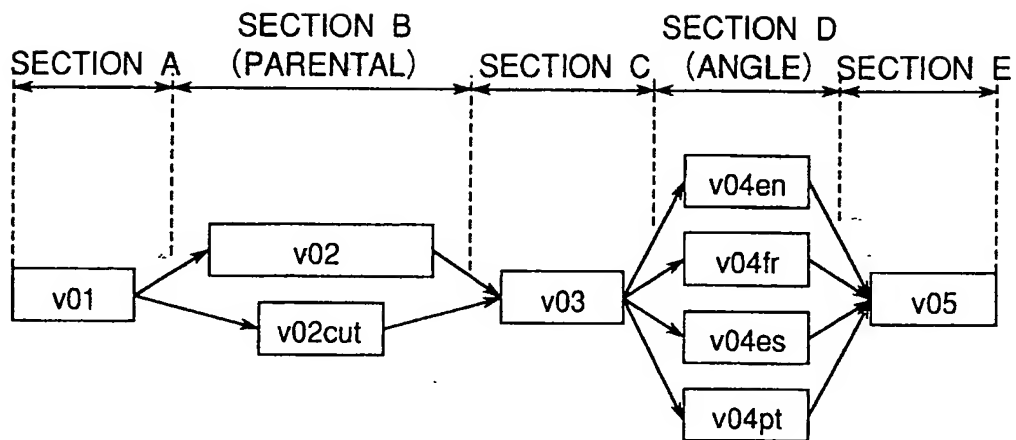 SECTION A
SECTION B
(PARENTAL)
SECTION C
SECTION D
(ANGLE)
SECTION E
v01
v02
v02cut
v03
v04en
v04fr
v04es
v04pt
v05